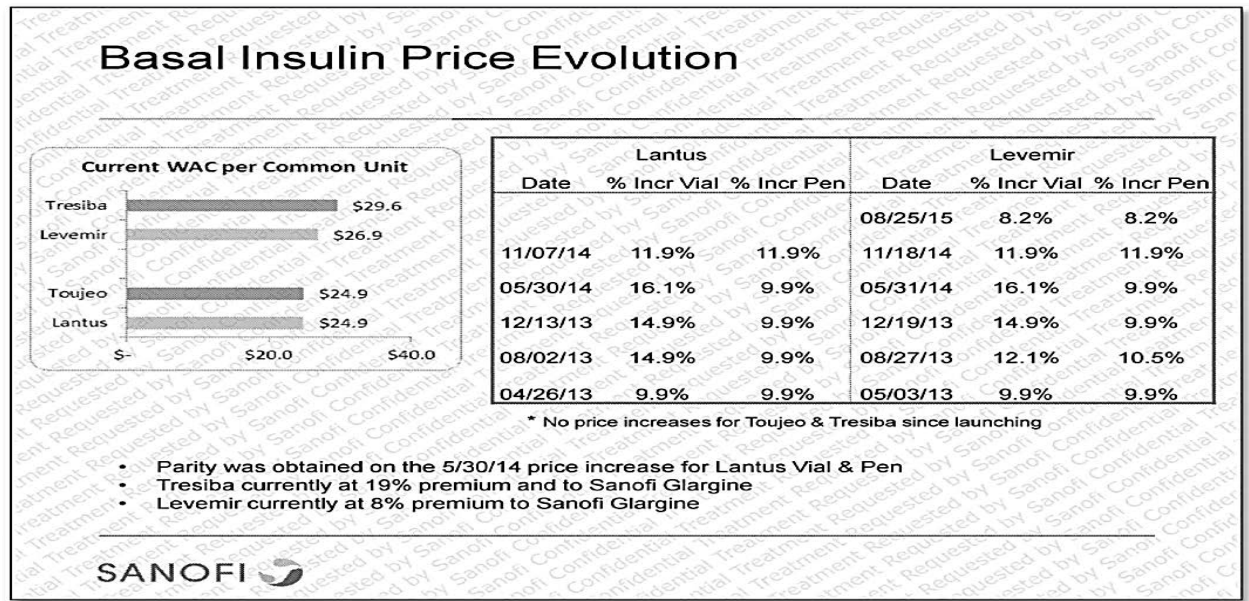 Basal Insulin Price Evolution
Current WAC per Common Unit
Tresiba $29.6
Levemir $26.9
Toujeo $24.9
Lantus $24.9
$- $20.0 $40.0
Lantus Levemir
Date % Incr Vial % Incr Pen Date % Incr Vial % Incr Pen
08/25/15 8.2% 8.2%
11/07/14 11.9% 11.9% 11/18/14 11.9% 11.9%
05/30/14 16.1% 9.9% 05/31/14 16.1% 9.9%
12/13/13 14.9% 9.9% 12/19/13 14.9% 9.9%
08/02/13 14.9% 9.9% 08/27/13 12.1% 10.5%
04/26/13 9.9% 9.9% 05/03/13 9.9% 9.9%
* No price increases for Toujeo & Tresiba since launching
• Parity was obtained on the 5/30/14 price increase for Lantus Vial & Pen
• Tresiba currently at 19% premium and to Sanofi Glargine
• Levemir currently at 8% premium to Sanofi Glargine
SANOFI
Confidential Treatment Requested by Sanofi